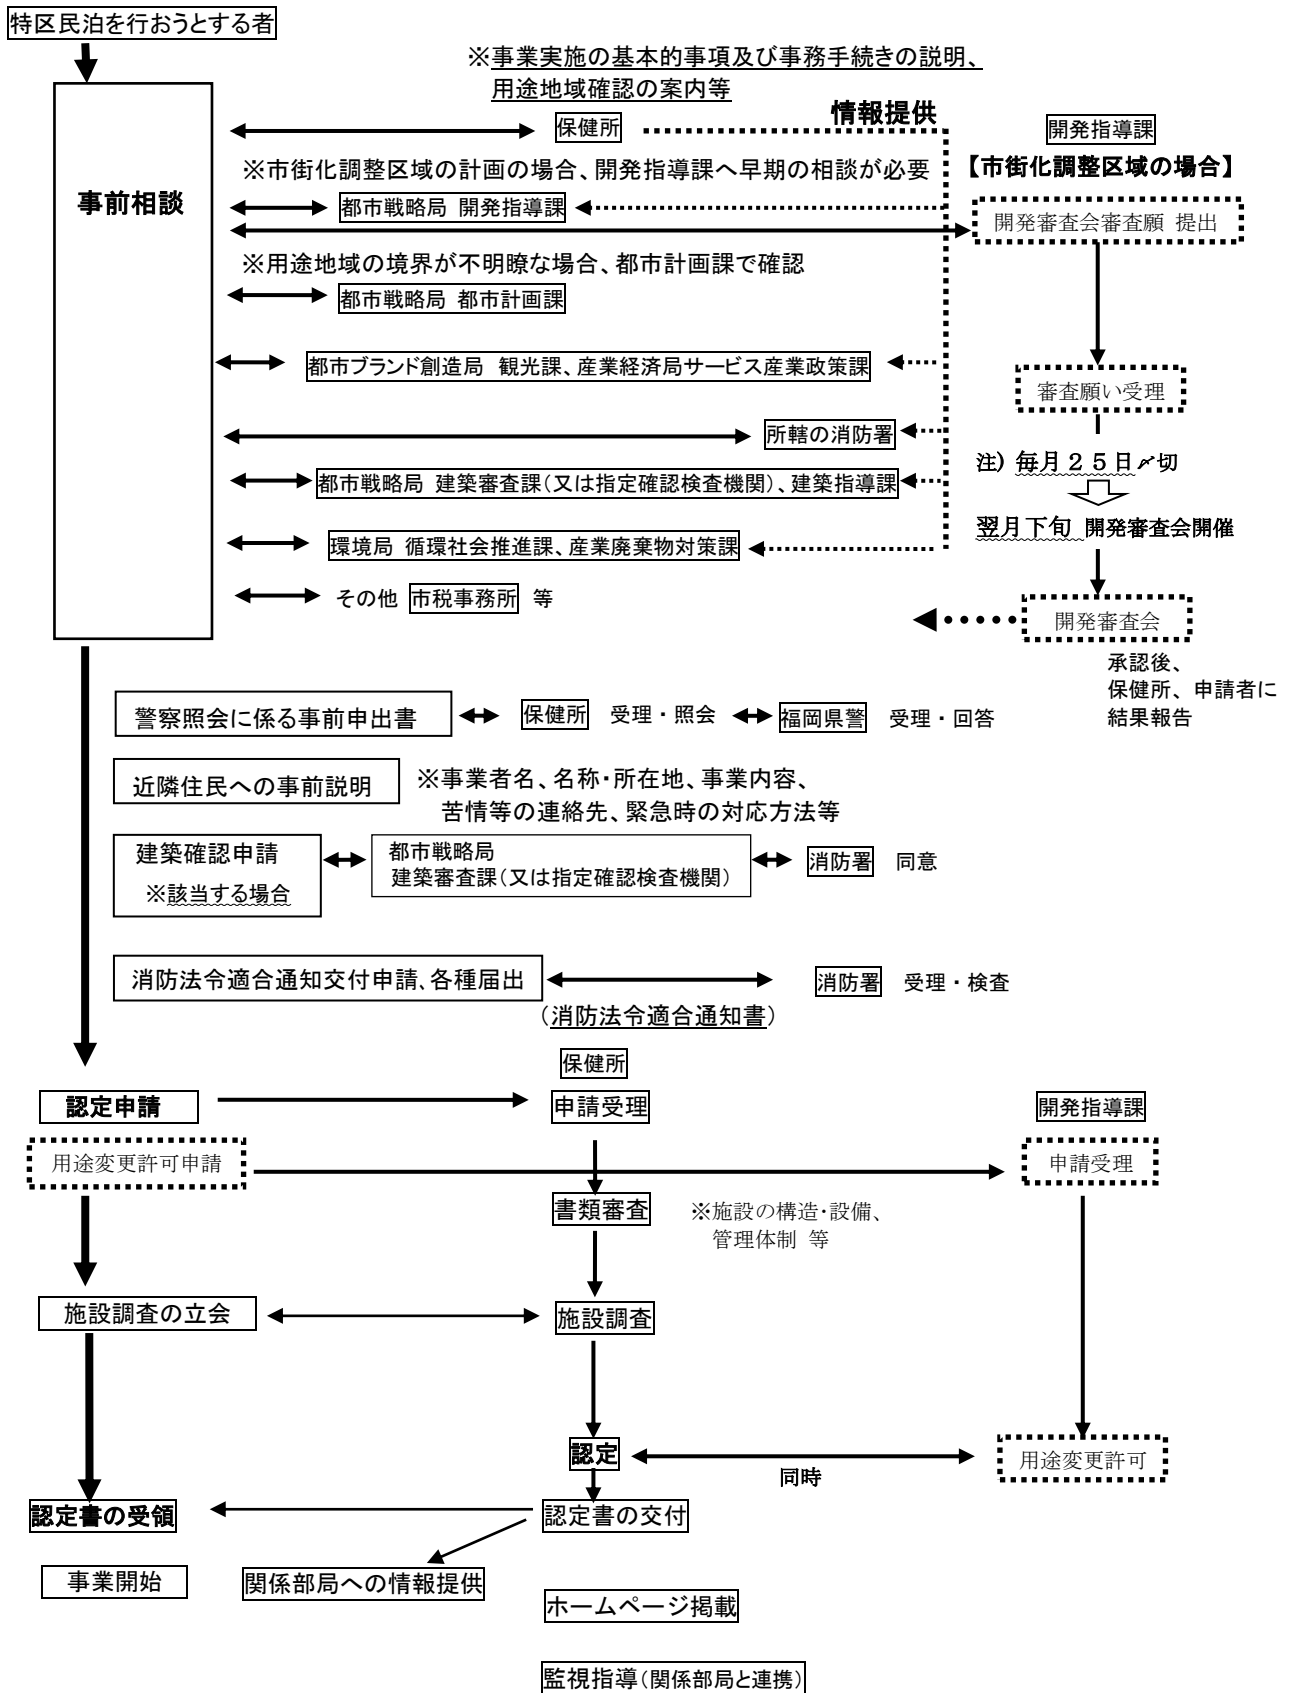 特区民泊を行おうとする者
※事業実施の基本的事項及び事務手続きの説明、
用途地域確認の案内等
情報提供
保健所
開発指導課
※市街化調整区域の計画の場合、開発指導課へ早期の相談が必要
【市街化調整区域の場合】
事前相談
都市戦略局 開発指導課
開発審査会審査願 提出
※用途地域の境界が不明瞭な場合、都市計画課で確認
都市戦略局 都市計画課
都市ブランド創造局 観光課、産業経済局サービス産業政策課
審査願い受理
所轄の消防署
注）毎月２５日〆切
都市戦略局 建築審査課（又は指定確認検査機関）、建築指導課
翌月下旬 開発審査会開催
環境局 循環社会推進課、産業廃棄物対策課
その他 市税事務所 等
開発審査会
承認後、
保健所、申請者に
結果報告
警察照会に係る事前申出書
保健所 受理・照会
福岡県警 受理・回答
近隣住民への事前説明
※事業者名、名称・所在地、事業内容、
苦情等の連絡先、緊急時の対応方法等
建築確認申請
※該当する場合
都市戦略局
建築審査課（又は指定確認検査機関）
消防署 同意
消防法令適合通知交付申請、各種届出
消防署 受理・検査
（消防法令適合通知書）
保健所
認定申請
申請受理
開発指導課
用途変更許可申請
申請受理
書類審査
※施設の構造・設備、
管理体制 等
施設調査の立会
施設調査
認定
同時
用途変更許可
認定書の受領
認定書の交付
事業開始
関係部局への情報提供
ホームページ掲載
監視指導（関係部局と連携）